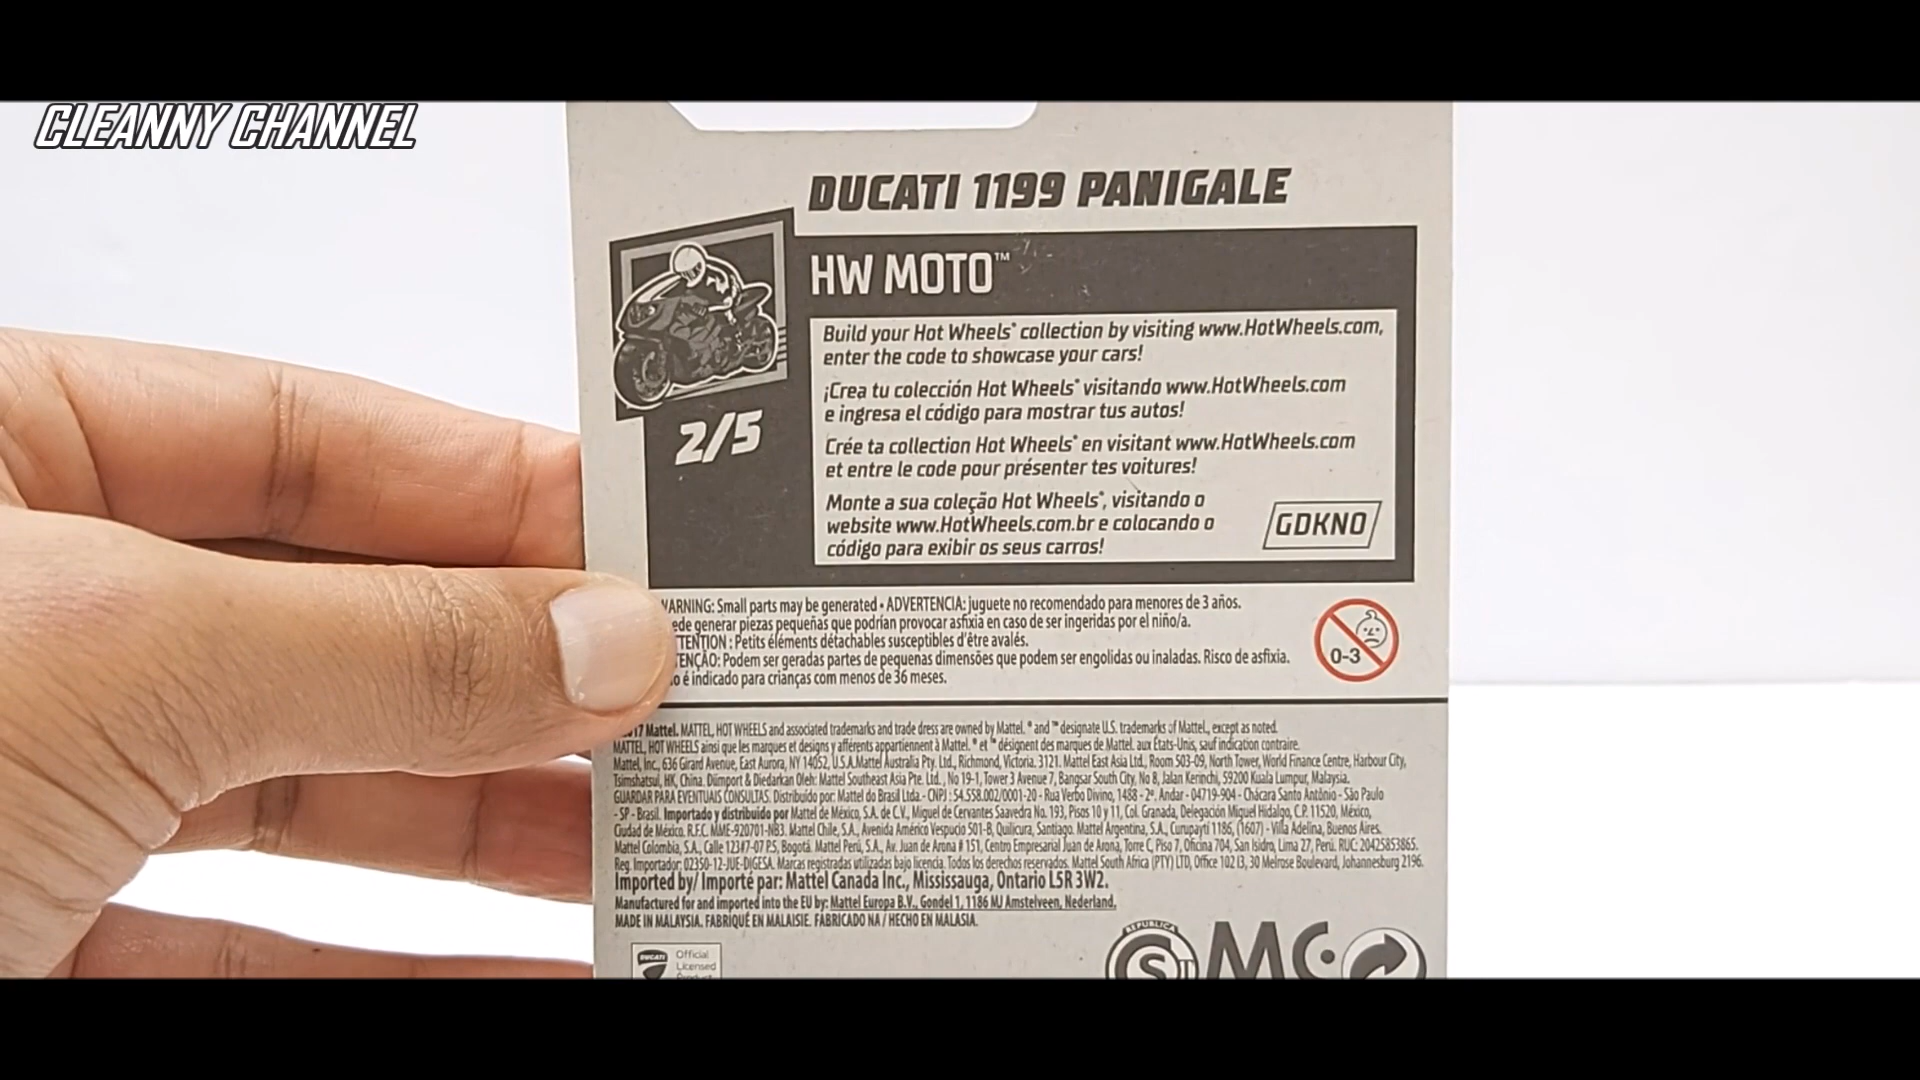 CLEANNY CHANNEL
DUCATI 1199 PANIGALE
HW MOTO™
2/5
Build your Hot Wheels® collection by visiting www.HotWheels.com,
enter the code to showcase your cars!
¡Crea tu colección Hot Wheels® visitando www.HotWheels.com
e ingresa el código para mostrar tus autos!
Crée ta collection Hot Wheels® en visitant www.HotWheels.com
et entre le code pour présenter tes voitures!
Monte a sua coleção Hot Wheels®, visitando o
website www.HotWheels.com.br e colocando o
código para exibir os seus carros!
GDKNO
WARNING: Small parts may be generated • ADVERTENCIA: juguete no recomendado para menores de 3 años.
ede generar piezas pequeñas que podrían provocar asfixia en caso de ser ingeridas por el niño/a.
TTENTION : Petits éléments détachables susceptibles d'être avalés.
TENÇÃO: Podem ser geradas partes de pequenas dimensões que podem ser engolidas ou inaladas. Risco de asfixia.
o é indicado para crianças com menos de 36 meses.
0-3
17 Mattel. MATTEL, HOT WHEELS and associated trademarks and trade dress are owned by Mattel. ® and ™ designate U.S. trademarks of Mattel, except as noted.
MATTEL, HOT WHEELS ainsi que les marques et designs y afférents appartiennent à Mattel. ® et ™ désignent des marques de Mattel. aux États-Unis, sauf indication contraire.
Mattel, Inc., 636 Girard Avenue, East Aurora, NY 14052, U.S.A.Mattel Australia Pty. Ltd., Richmond, Victoria. 3121. Mattel East Asia Ltd., Room 503-09, North Tower, World Finance Centre, Harbour City,
Tsimshatsui, HK, China. Diimport & Diedarkan Oleh: Mattel Southeast Asia Pte. Ltd., No 19-1, Tower 3 Avenue 7, Bangsar South City, No 8, Jalan Kerinchi, 59200 Kuala Lumpur, Malaysia.
GUARDAR PARA EVENTUAIS CONSULTAS. Distribuído por: Mattel do Brasil Ltda.- CNPJ : 54.558.002/0001-20 - Rua Verbo Divino, 1488 - 2º. Andar - 04719-904 - Chácara Santo Antônio - São Paulo
- SP - Brasil. Importado y distribuido por Mattel de México, S.A. de C.V., Miguel de Cervantes Saavedra No. 193, Pisos 10 y 11, Col. Granada, Delegación Miguel Hidalgo, C.P. 11520, México,
Ciudad de México. R.F.C. MME-920701-NB3. Mattel Chile, S.A., Avenida Américo Vespucio 501-B, Quilicura, Santiago. Mattel Argentina, S.A., Curupaytí 1186, (1607) - Villa Adelina, Buenos Aires.
Mattel Colombia, S.A., Calle 123#7-07 P.5, Bogotá. Mattel Perú, S.A., Av. Juan de Arona # 151, Centro Empresarial Juan de Arona, Torre C, Piso 7, Oficina 704, San Isidro, Lima 27, Perú. RUC: 20425853865.
Reg. Importador: 02350-12-JUE-DIGESA. Marcas registradas utilizadas bajo licencia. Todos los derechos reservados. Mattel South Africa (PTY) LTD, Office 102 I3, 30 Melrose Boulevard, Johannesburg 2196.
Imported by/ Importé par: Mattel Canada Inc., Mississauga, Ontario L5R 3W2.
Manufactured for and imported into the EU by: Mattel Europa B.V., Gondel 1, 1186 MJ Amstelveen, Nederland.
MADE IN MALAYSIA. FABRIQUÉ EN MALAISIE. FABRICADO NA / HECHO EN MALASIA.
DUCATI
Official
Licensed
Product
REPUBLICA
S
MC